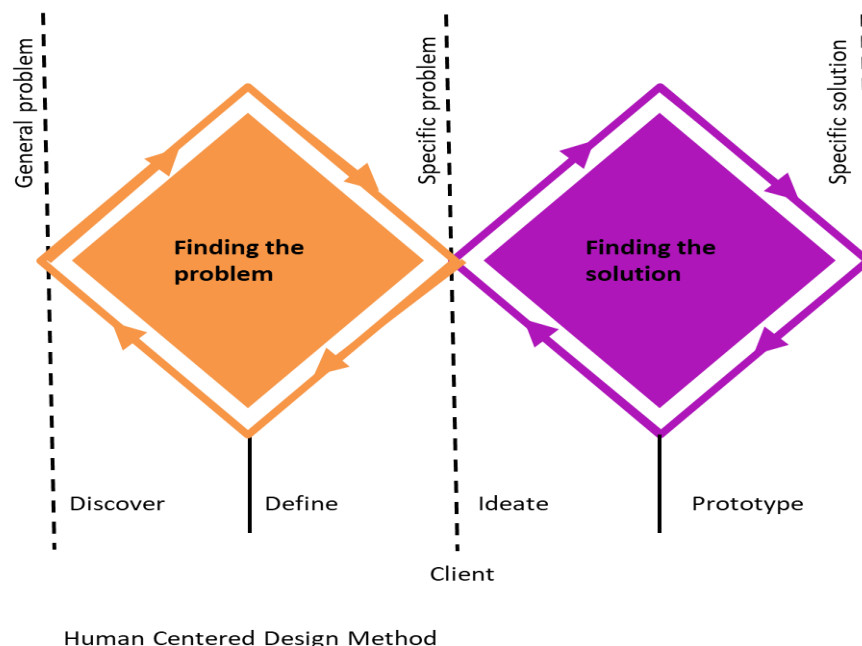 General problem
Specific problem
Specific solution
Finding the
problem
Finding the
solution
Discover
Define
Ideate
Prototype
Client
Human Centered Design Method